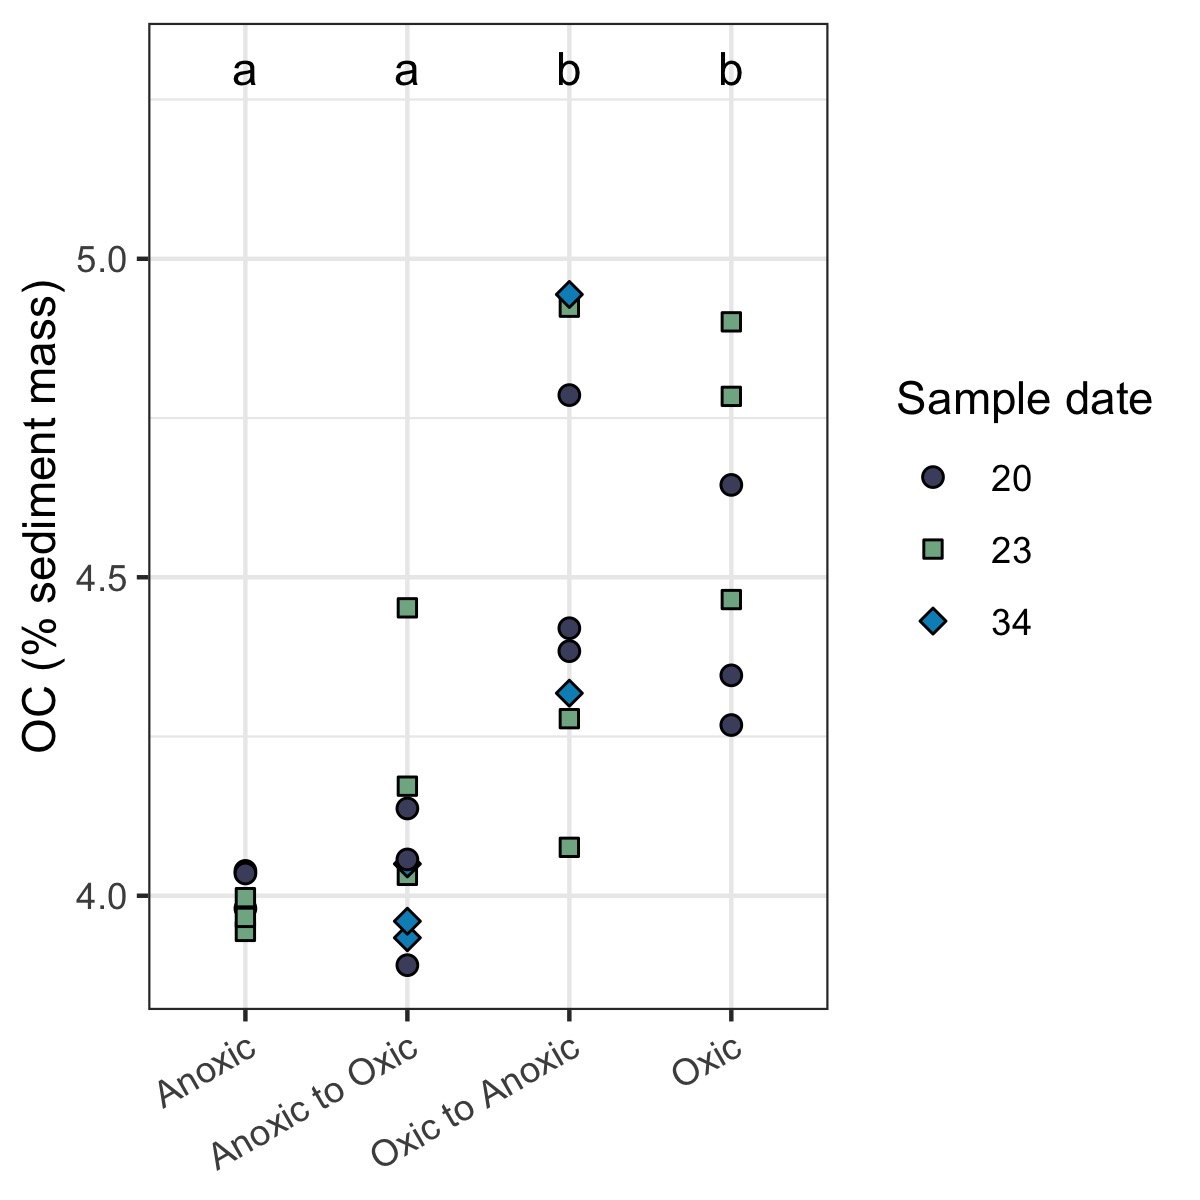 a a b b
5.0
4.5
4.0
OC (% sediment mass)
Anoxic
Anoxic to Oxic
Oxic to Anoxic
Oxic
Sample date
20
23
34